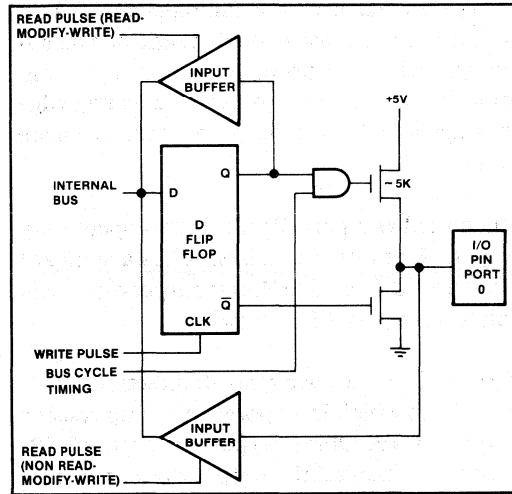 READ PULSE (READ-
MODIFY-WRITE)
INPUT
BUFFER
+5V
INTERNAL
BUS
D
Q
~ 5K
D
FLIP
FLOP
I/O
PIN
PORT
0
Q̅
CLK
WRITE PULSE
BUS CYCLE
TIMING
INPUT
BUFFER
READ PULSE
(NON READ-
MODIFY-WRITE)